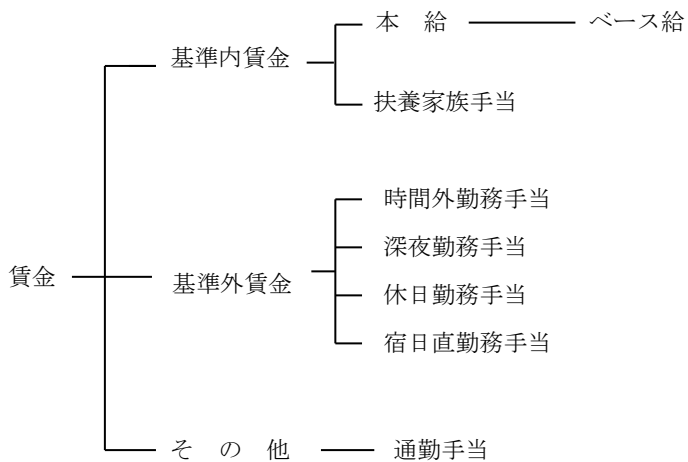 本　給
ベース給
基準内賃金
扶養家族手当
時間外勤務手当
深夜勤務手当
賃金
基準外賃金
休日勤務手当
宿日直勤務手当
そ　の　他
通勤手当